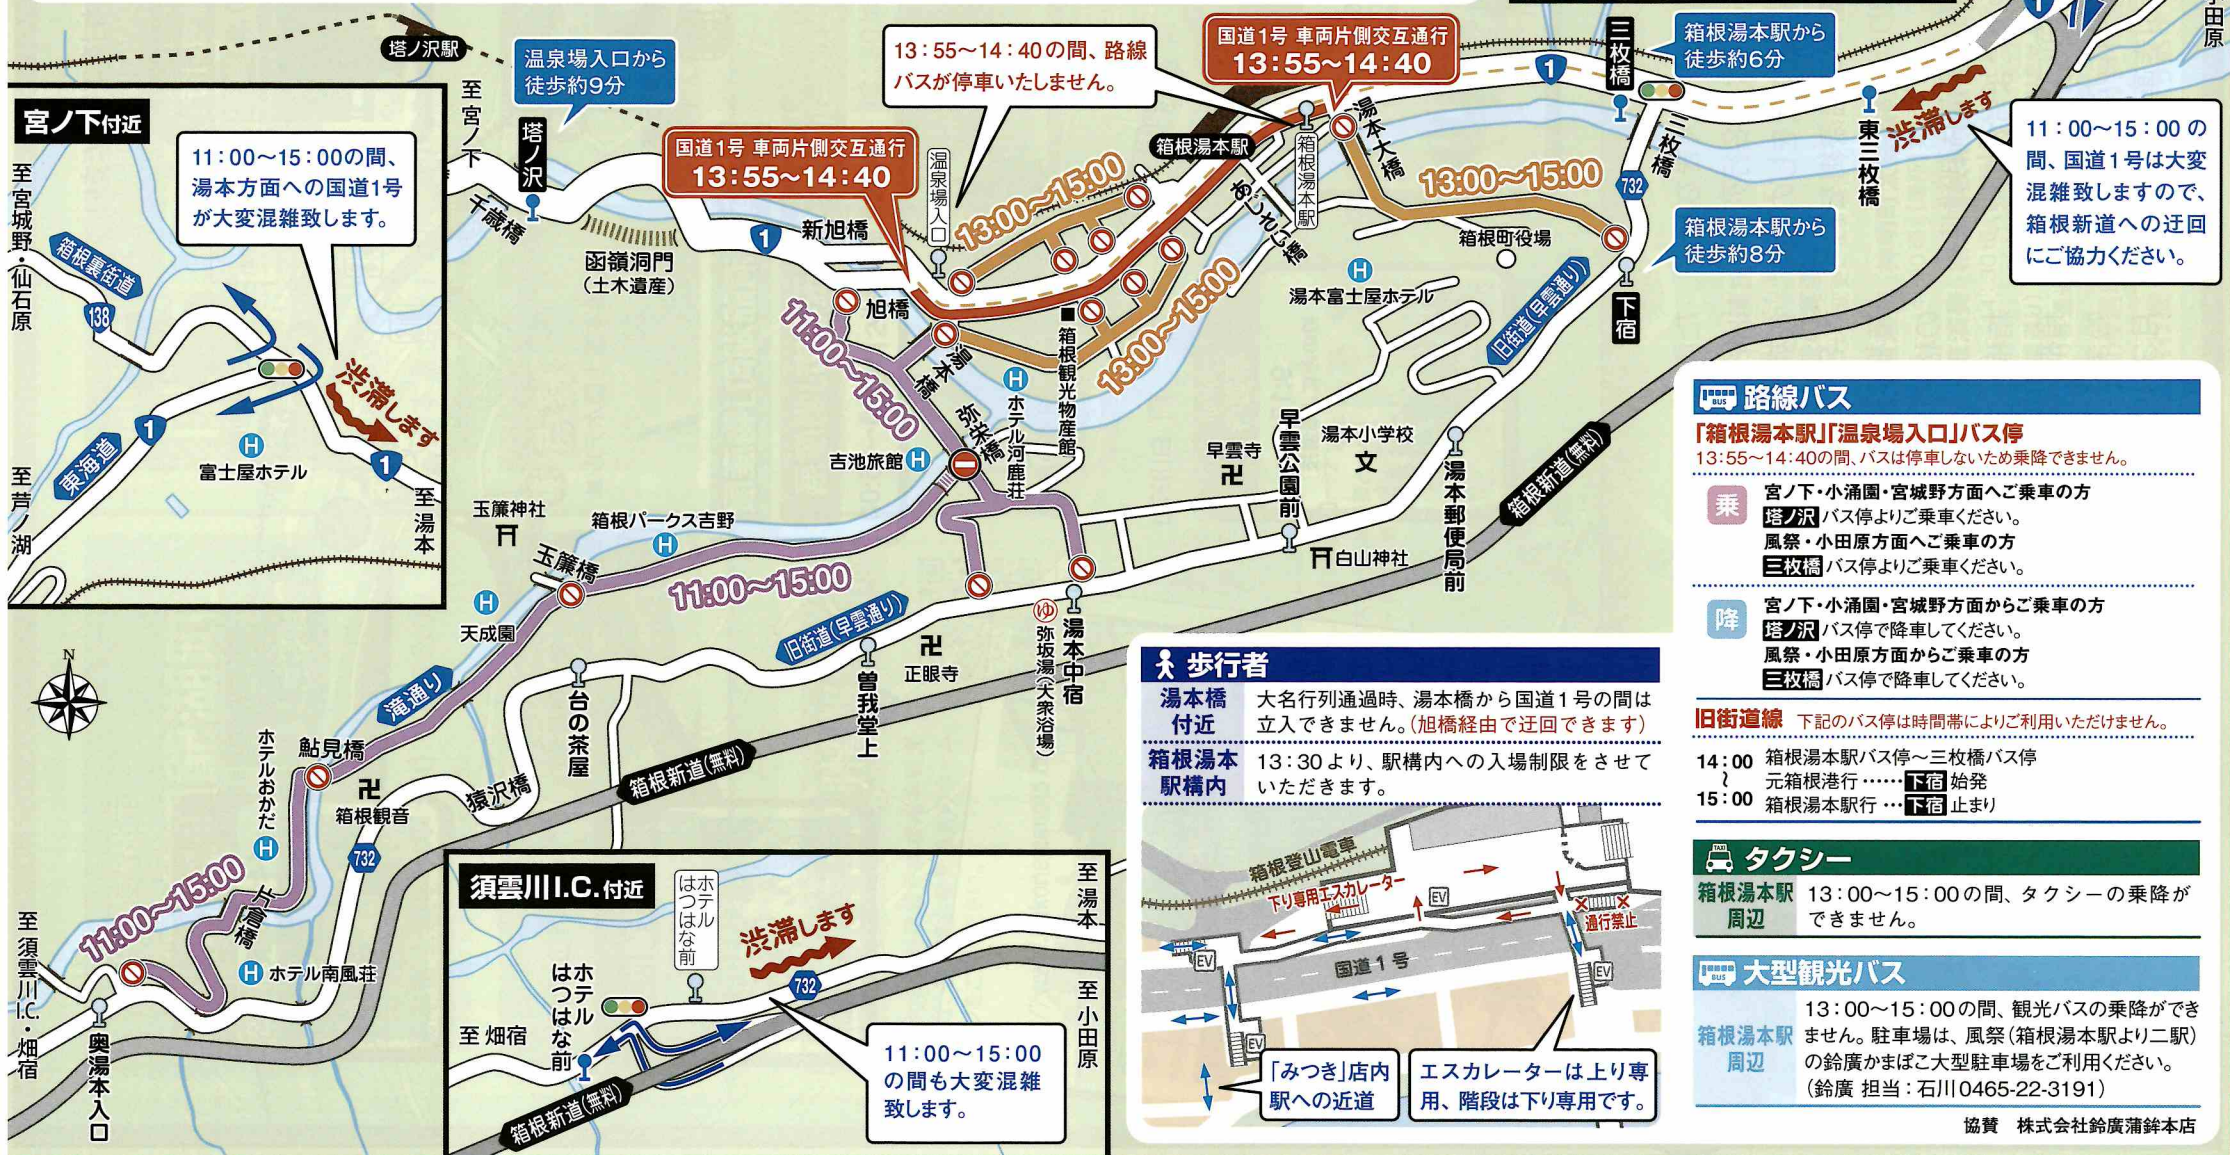 塔ノ沢駅
温泉場入口から
徒歩約9分
13:55～14:40の間、路線
バスが停車いたしません。
国道1号 車両片側交互通行
13:55～14:40
三枚橋
箱根湯本駅から
徒歩約6分
1
1
小田原
宮ノ下付近
11:00～15:00の間、
湯本方面への国道1号
が大変混雑致します。
至宮城野・仙石原
箱根裏街道
138
渋滞します
東海道
1
H
富士屋ホテル
1
至芦ノ湖
至湯本
至宮ノ下
塔ノ沢
千歳橋
函嶺洞門
(土木遺産)
1
新旭橋
国道1号 車両片側交互通行
13:55～14:40
温泉場入口
13:00～15:00
箱根湯本駅
箱根湯本駅
あじさい橋
湯本大橋
13:00～15:00
三枚橋
732
東三枚橋
渋滞します
11:00～15:00の
間、国道1号は大変
混雑致しますので、
箱根新道への迂回
にご協力ください。
箱根湯本駅から
徒歩約8分
箱根町役場
H
湯本富士屋ホテル
旧街道(早雲通り)
下宿
旭橋
11:00～15:00
湯本橋
箱根観光物産館
13:00～15:00
H
ホテル河鹿荘
弥栄橋
吉池旅館 H
早雲寺
早雲公園前
湯本小学校
文
湯本郵便局前
箱根新道(無料)
白山神社
玉簾神社
箱根パークス吉野
H
玉簾橋
11:00～15:00
H
天成園
旧街道(早雲通り)
ゆ
弥坂湯(大衆浴場)
湯本中宿
正眼寺
曽我堂上
台の茶屋
滝通り
N
鮎見橋
ホテルおかだ
H
箱根観音
猿沢橋
箱根新道(無料)
732
11:00～15:00
片倉橋
H ホテル南風荘
至須雲川I.C.・畑宿
奥湯本入口
須雲川I.C.付近
ホテルはつはな前
渋滞します
732
至湯本
至小田原
ホテルはつはな前
至 畑宿
箱根新道(無料)
11:00～15:00
の間も大変混雑
致します。
歩行者
湯本橋付近
大名行列通過時、湯本橋から国道1号の間は
立入できません。(旭橋経由で迂回できます)
箱根湯本駅構内
13:30より、駅構内への入場制限をさせて
いただきます。
箱根登山電車
下り専用エスカレーター
EV
通行禁止
EV
国道1号
EV
EV
「みつき」店内
駅への近道
エスカレーターは上り専
用、階段は下り専用です。
BUS 路線バス
「箱根湯本駅」「温泉場入口」バス停
13:55～14:40の間、バスは停車しないため乗降できません。
乗
宮ノ下・小涌園・宮城野方面へご乗車の方
塔ノ沢 バス停よりご乗車ください。
風祭・小田原方面へご乗車の方
三枚橋 バス停よりご乗車ください。
降
宮ノ下・小涌園・宮城野方面からご乗車の方
塔ノ沢 バス停で降車してください。
風祭・小田原方面からご乗車の方
三枚橋 バス停で降車してください。
旧街道線 下記のバス停は時間帯によりご利用いただけません。
14:00～15:00
箱根湯本駅バス停～三枚橋バス停
元箱根港行……下宿 始発
箱根湯本駅行…下宿 止まり
TAXI タクシー
箱根湯本駅周辺
13:00～15:00の間、タクシーの乗降が
できません。
BUS 大型観光バス
箱根湯本駅周辺
13:00～15:00の間、観光バスの乗降ができ
ません。駐車場は、風祭(箱根湯本駅より二駅)
の鈴廣かまぼこ大型駐車場をご利用ください。
(鈴廣 担当：石川0465-22-3191)
協賛 株式会社鈴廣蒲鉾本店